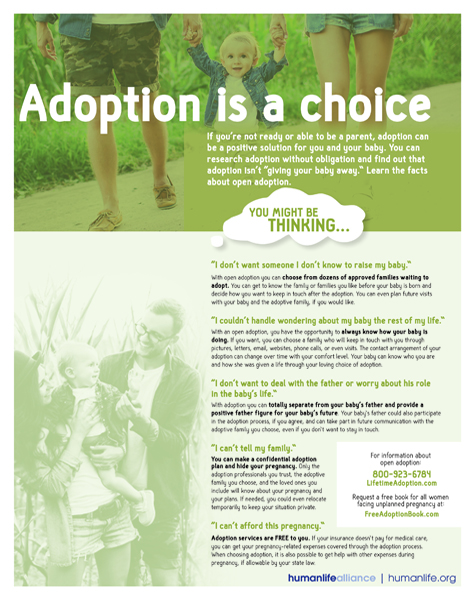 Adoption is a choice
If you're not ready or able to be a parent, adoption can
be a positive solution for you and your baby. You can
research adoption without obligation and find out that
adoption isn't "giving your baby away." Learn the facts
about open adoption.
YOU MIGHT BE
THINKING...
"I don't want someone I don't know to raise my baby."
With open adoption you can choose from dozens of approved families waiting to
adopt. You can get to know the family or families you like before your baby is born and
decide how you want to keep in touch after the adoption. You can even plan future visits
with your baby and the adoptive family, if you would like.
"I couldn't handle wondering about my baby the rest of my life."
With an open adoption, you have the opportunity to always know how your baby is
doing. If you want, you can choose a family who will keep in touch with you through
pictures, letters, email, websites, phone calls, or even visits. The contact arrangement of your
adoption can change over time with your comfort level. Your baby can know who you are
and how she was given a life through your loving choice of adoption.
"I don't want to deal with the father or worry about his role
in the baby's life."
With adoption you can totally separate from your baby's father and provide a
positive father figure for your baby's future. Your baby's father could also participate
in the adoption process, if you agree, and can take part in future communication with the
adoptive family you choose, even if you don't want to stay in touch.
"I can't tell my family."
You can make a confidential adoption
plan and hide your pregnancy. Only the
adoption professionals you trust, the adoptive
family you choose, and the loved ones you
include will know about your pregnancy and
your plans. If needed, you could even relocate
temporarily to keep your situation private.
For information about
open adoption:
800-923-6784
LifetimeAdoption.com
Request a free book for all women
facing unplanned pregnancy at:
FreeAdoptionBook.com
"I can't afford this pregnancy."
Adoption services are FREE to you. If your insurance doesn't pay for medical care,
you can get your pregnancy-related expenses covered through the adoption process.
When choosing adoption, it is also possible to get help with other expenses during
pregnancy, if allowable by your state law.
humanlifealliance | humanlife.org